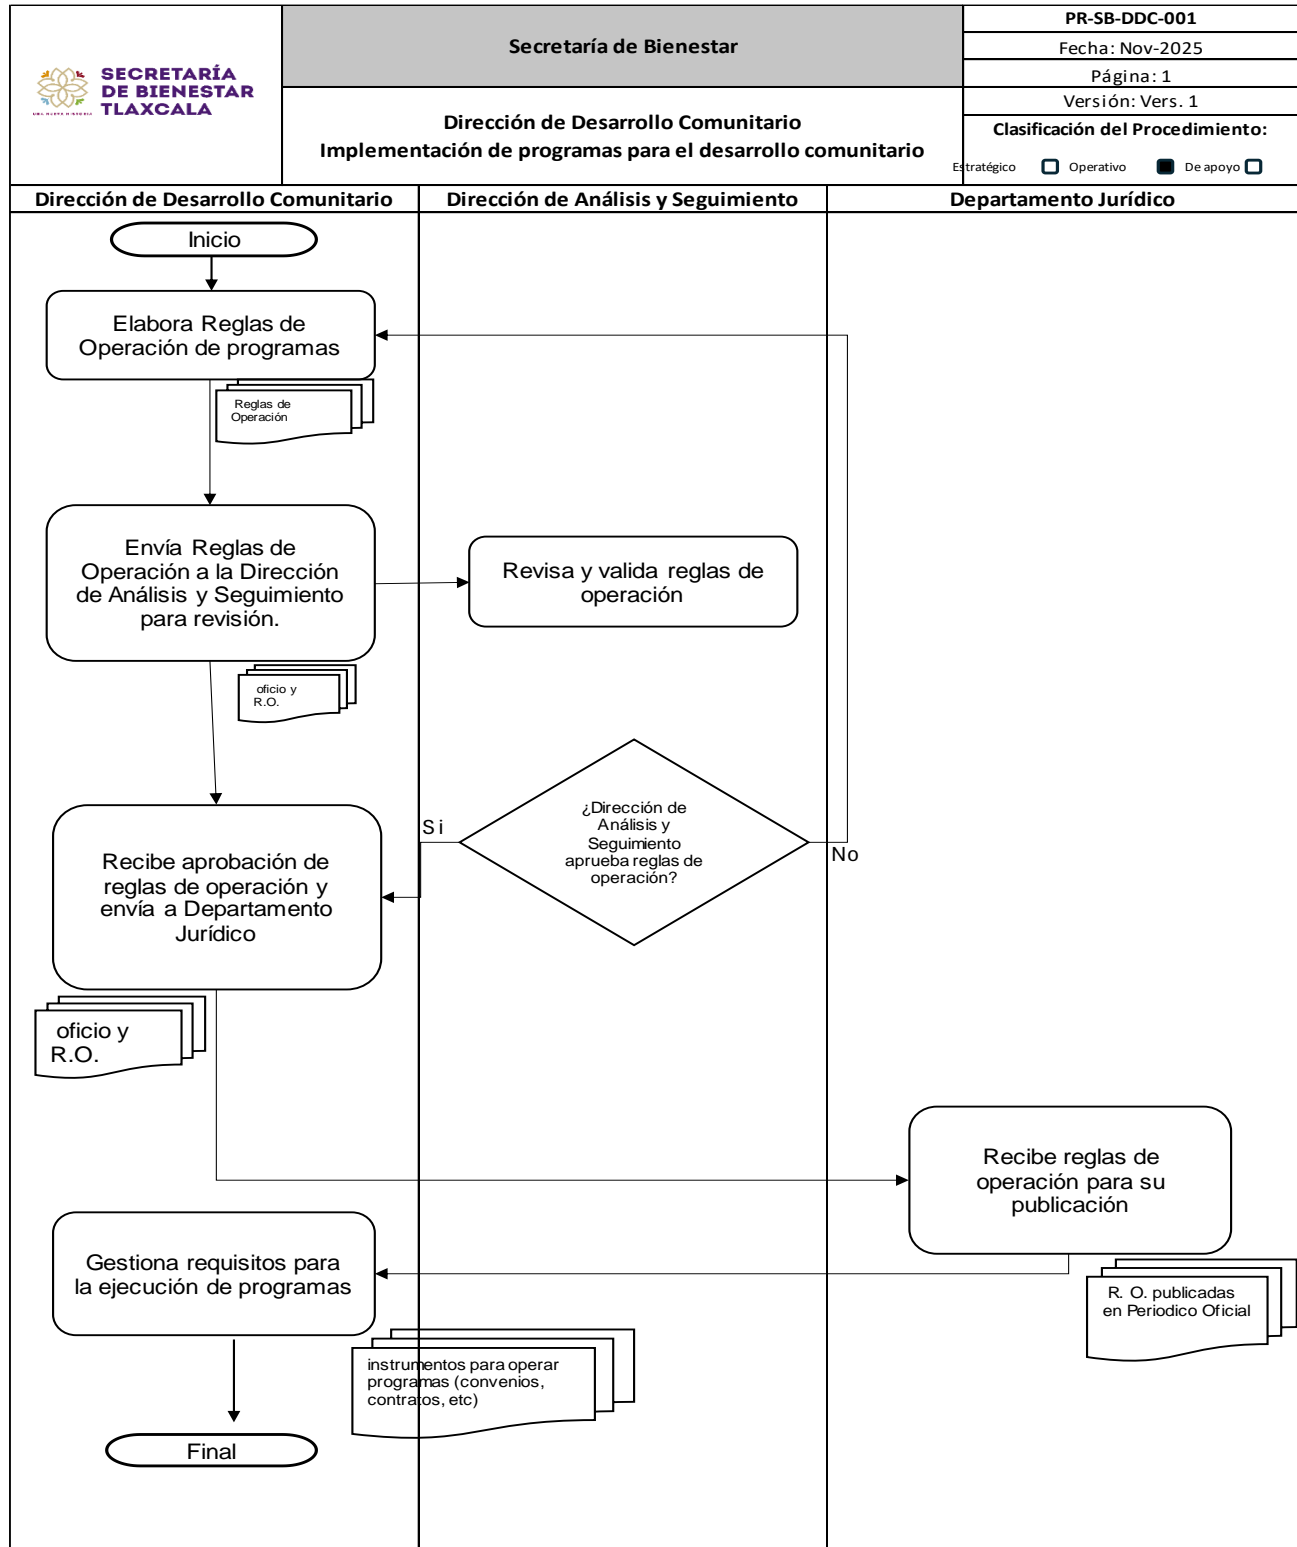 SECRETARÍA
DE BIENESTAR
TLAXCALA
UNA NUEVA HISTORIA
Secretaría de Bienestar
Dirección de Desarrollo Comunitario
Implementación de programas para el desarrollo comunitario
PR-SB-DDC-001
Fecha: Nov-2025
Página: 1
Versión: Vers. 1
Clasificación del Procedimiento:
Estratégico Operativo De apoyo
Dirección de Desarrollo Comunitario
Dirección de Análisis y Seguimiento
Departamento Jurídico
Inicio
Elabora Reglas de
Operación de programas
Reglas de
Operación
Envía Reglas de
Operación a la Dirección
de Análisis y Seguimiento
para revisión.
Revisa y valida reglas de
operación
oficio y
R.O.
¿Dirección de
Análisis y
Seguimiento
aprueba reglas de
operación?
Si
No
Recibe aprobación de
reglas de operación y
envía a Departamento
Jurídico
oficio y
R.O.
Recibe reglas de
operación para su
publicación
Gestiona requisitos para
la ejecución de programas
R. O. publicadas
en Periodico Oficial
instrumentos para operar
programas (convenios,
contratos, etc)
Final